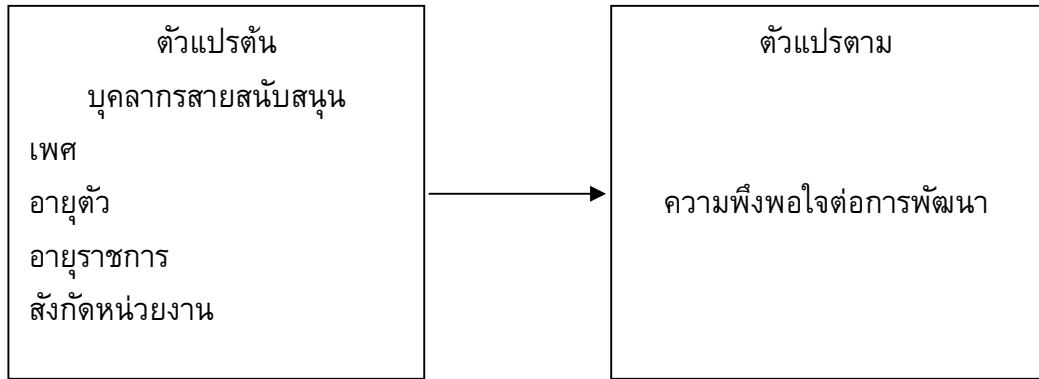 ตัวแปรต้น
บุคลากรสายสนับสนุน
เพศ
อายุตัว
อายุราชการ
สังกัดหน่วยงาน
ตัวแปรตาม
ความพึงพอใจต่อการพัฒนา